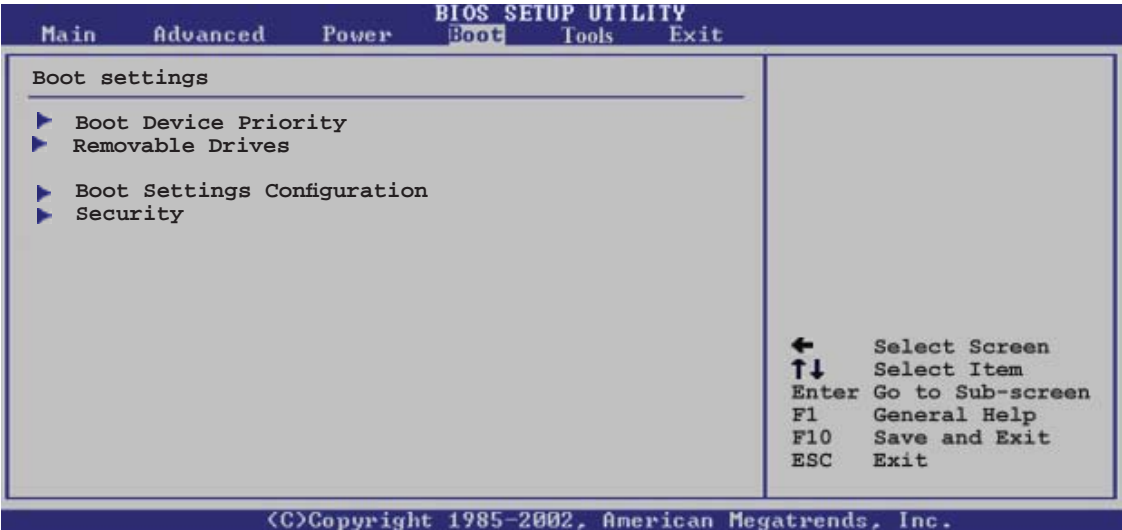 BIOS SETUP UTILITY
Main Advanced Power Boot Tools Exit
Boot settings
Boot Device Priority
Removable Drives
Boot Settings Configuration
Security
← Select Screen
↑↓ Select Item
Enter Go to Sub-screen
F1 General Help
F10 Save and Exit
ESC Exit
(C)Copyright 1985-2002, American Megatrends, Inc.